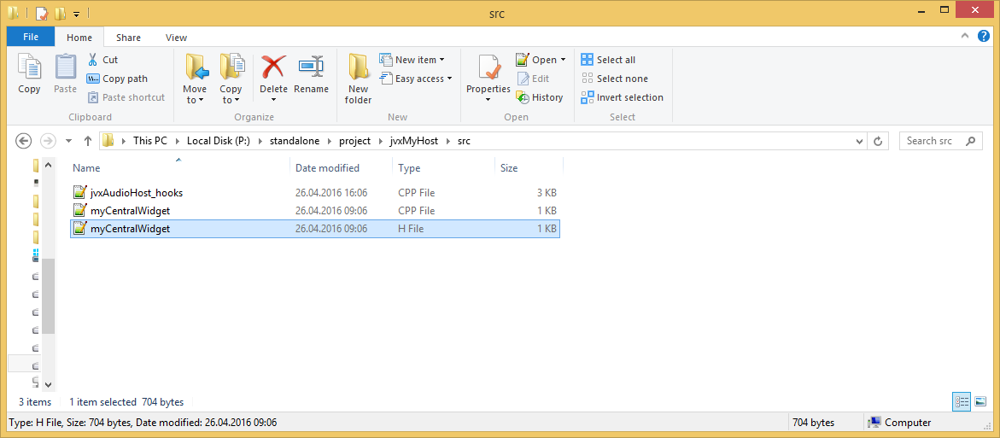 src
File Home Share View
Copy
Paste
Cut
Copy path
Paste shortcut
Clipboard
Move to
Copy to
Delete
Rename
Organize
New folder
New item
Easy access
New
Properties
Open
Edit
History
Open
Select all
Select none
Invert selection
Select
This PC Local Disk (P:) standalone project jvxMyHost src
Search src
Name Date modified Type Size
jvxAudioHost_hooks 26.04.2016 16:06 CPP File 3 KB
myCentralWidget 26.04.2016 09:06 CPP File 1 KB
myCentralWidget 26.04.2016 09:06 H File 1 KB
3 items 1 item selected 704 bytes
Type: H File, Size: 704 bytes, Date modified: 26.04.2016 09:06 704 bytes Computer